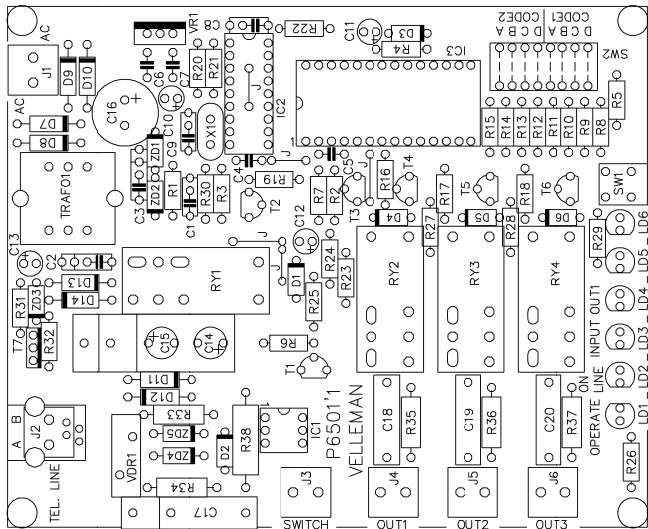 AC
J1
AC
D9
D10
VR1
C6
C7
C8
R20
R21
R22
C11
D3
R4
IC3
CODE2
CODE1
D C B A
D C B A
SW2
R5
D7
D8
C16
C10
C9
X10
J
IC2
1
R15
R14
R13
R12
R11
R10
R9
R8
TRAFO1
ZD1
ZD2
C3
R1
C1
R30
R3
C4
J
R19
T2
C5
J
R7
R2
T3
R16
T4
R17
T5
R18
T6
SW1
C13
C2
D13
D14
RY1
J
J
C12
D1
R24
R23
R25
D4
R27
D5
R28
D6
R29
RY2
RY3
RY4
R31
ZD3
T7
R32
C15
C14
R6
T1
D11
D12
R33
ZD5
ZD4
R34
D2
R38
IC1
1
P6501'1
VELLEMAN
C18
R35
C19
R36
C20
R37
A B
J2
TEL. LINE
VDR1
C17
J3
SWITCH
J4
OUT1
J5
OUT2
J6
OUT3
OPERATE LINE INPUT OUT1
ON
LD1 _ LD2 _ LD3 _ LD4 _ LD5 _ LD6
R26